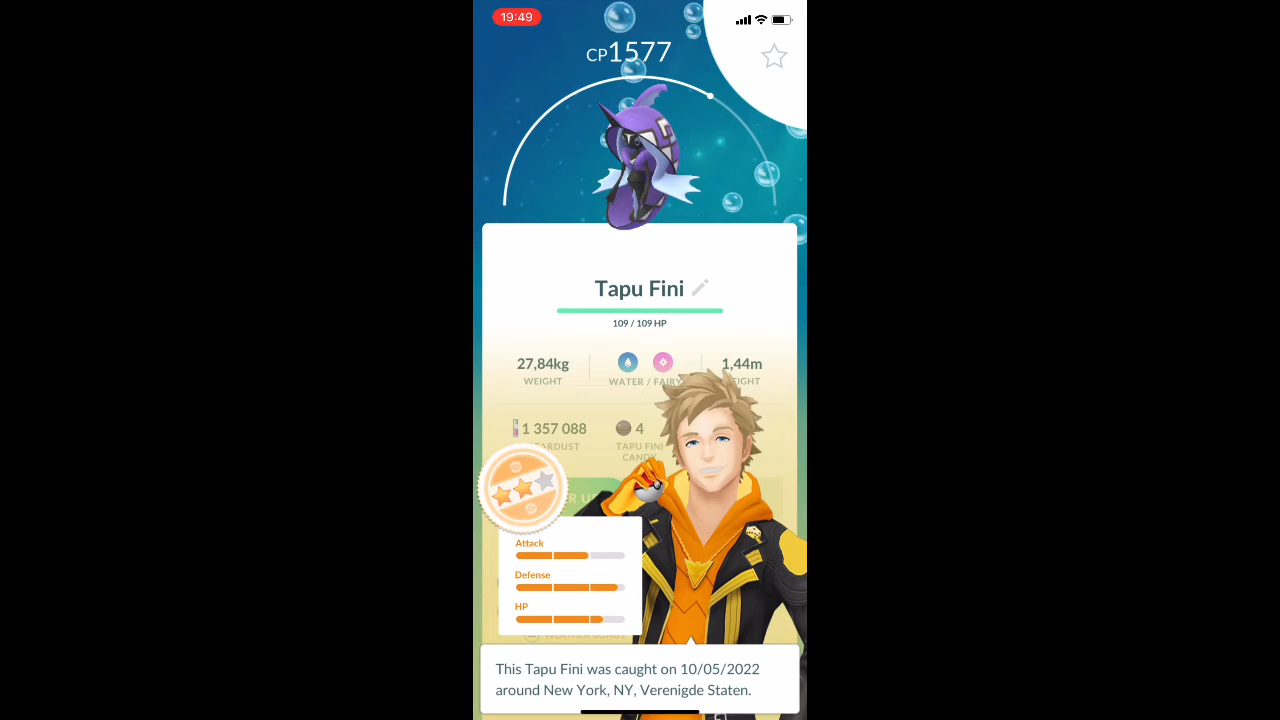 19:49
CP1577
Tapu Fini
109 / 109 HP
27,84kg
WEIGHT
WATER / FAIRY
1,44m
1 357 088
4
TAPU FINI
CANDY
Attack
Defense
HP
WEATHER BONUS
This Tapu Fini was caught on 10/05/2022
around New York, NY, Verenigde Staten.